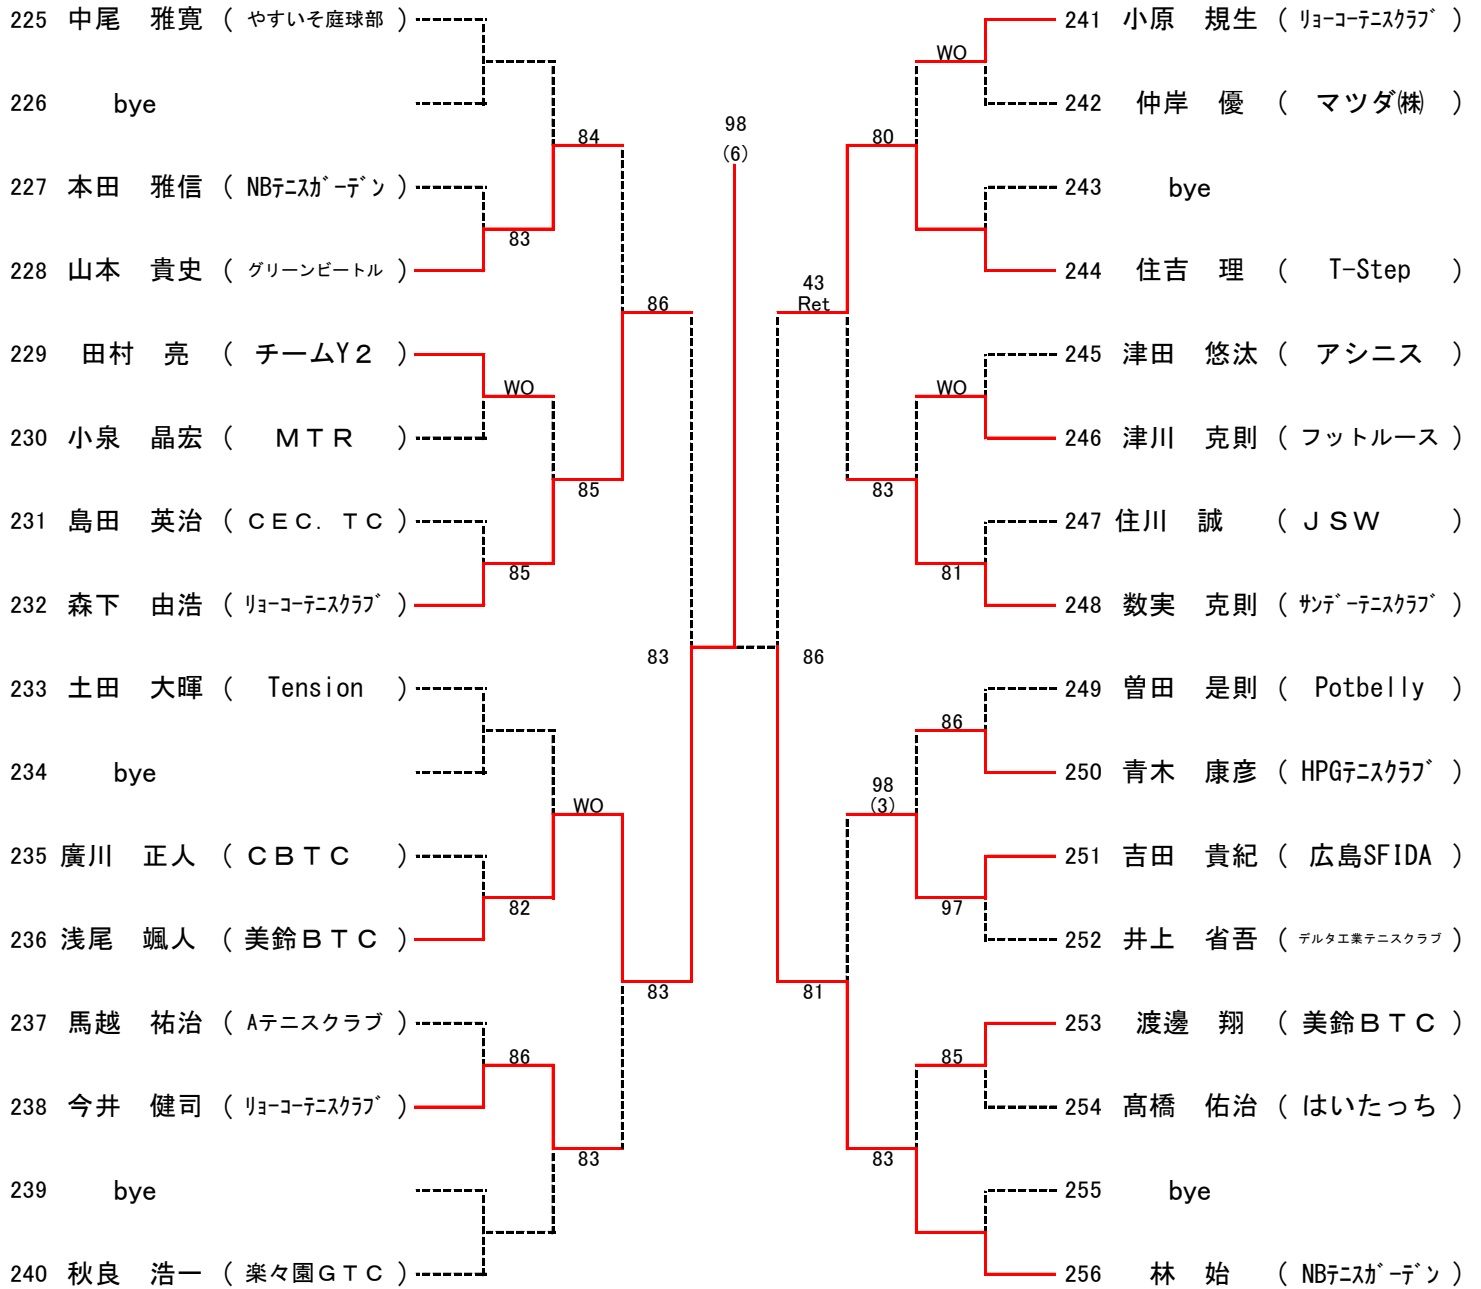 225 中尾　雅寛 ( やすいそ庭球部 )
226 bye
84
227 本田　雅信 ( NBﾃﾆｽｶﾞｰﾃﾞﾝ )
83
228 山本　貴史 ( グリーンビートル )
86
229 田村　亮 ( チームY２ )
WO
230 小泉　晶宏 ( ＭＴＲ )
85
231 島田　英治 ( ＣＥＣ．ＴＣ )
85
232 森下　由浩 ( ﾘｮｰｺｰﾃﾆｽｸﾗﾌﾞ )
83
233 土田　大暉 ( Tension )
234 bye
WO
235 廣川　正人 ( ＣＢＴＣ )
82
236 浅尾　颯人 ( 美鈴ＢＴＣ )
83
237 馬越　祐治 ( Aテニスクラブ )
86
238 今井　健司 ( ﾘｮｰｺｰﾃﾆｽｸﾗﾌﾞ )
83
239 bye
240 秋良　浩一 ( 楽々園ＧＴＣ )
98
(6)
241 小原　規生 ( ﾘｮｰｺｰﾃﾆｽｸﾗﾌﾞ )
WO
242 仲岸　優 ( マツダ㈱ )
80
243 bye
244 住吉　理 ( T-Step )
43
Ret
245 津田　悠汰 ( アシニス )
WO
246 津川　克則 ( フットルース )
83
247 住川　誠 ( ＪＳＷ )
81
248 数実　克則 ( ｻﾝﾃﾞｰﾃﾆｽｸﾗﾌﾞ )
86
249 曽田　是則 ( Potbelly )
86
250 青木　康彦 ( HPGﾃﾆｽｸﾗﾌﾞ )
98
(3)
251 吉田　貴紀 ( 広島SFIDA )
97
252 井上　省吾 ( デルタ工業テニスクラブ )
81
253 渡邊　翔 ( 美鈴ＢＴＣ )
85
254 髙橋　佑治 ( はいたっち )
83
255 bye
256 林　始 ( NBﾃﾆｽｶﾞｰﾃﾞﾝ )